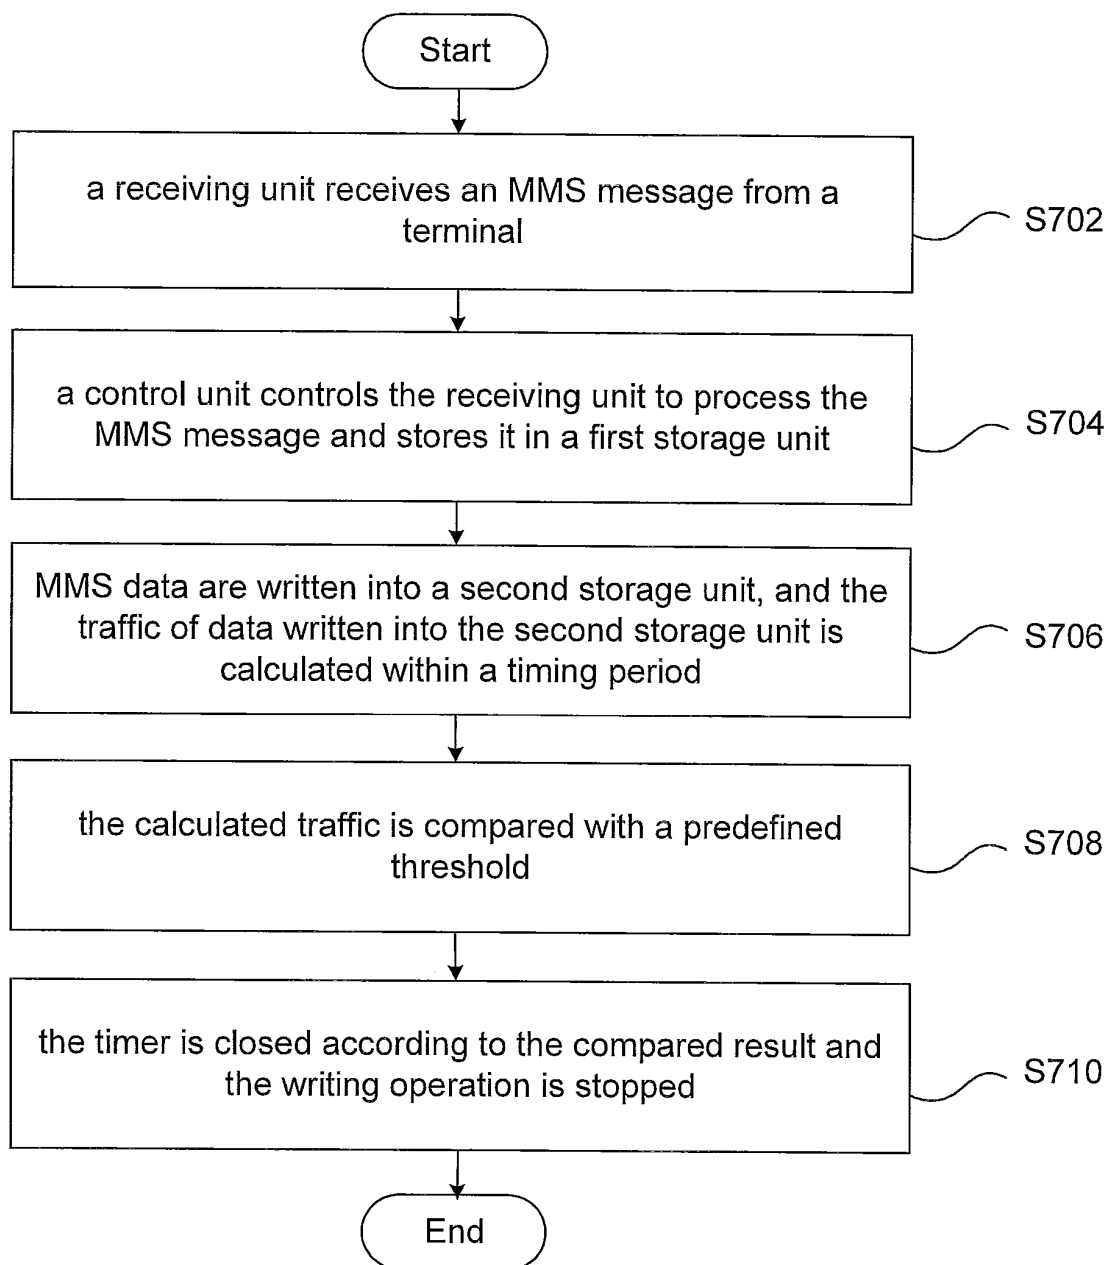 Start
a receiving unit receives an MMS message from a
terminal
S702
a control unit controls the receiving unit to process the
MMS message and stores it in a first storage unit
S704
MMS data are written into a second storage unit, and the
traffic of data written into the second storage unit is
calculated within a timing period
S706
the calculated traffic is compared with a predefined
threshold
S708
the timer is closed according to the compared result and
the writing operation is stopped
S710
End